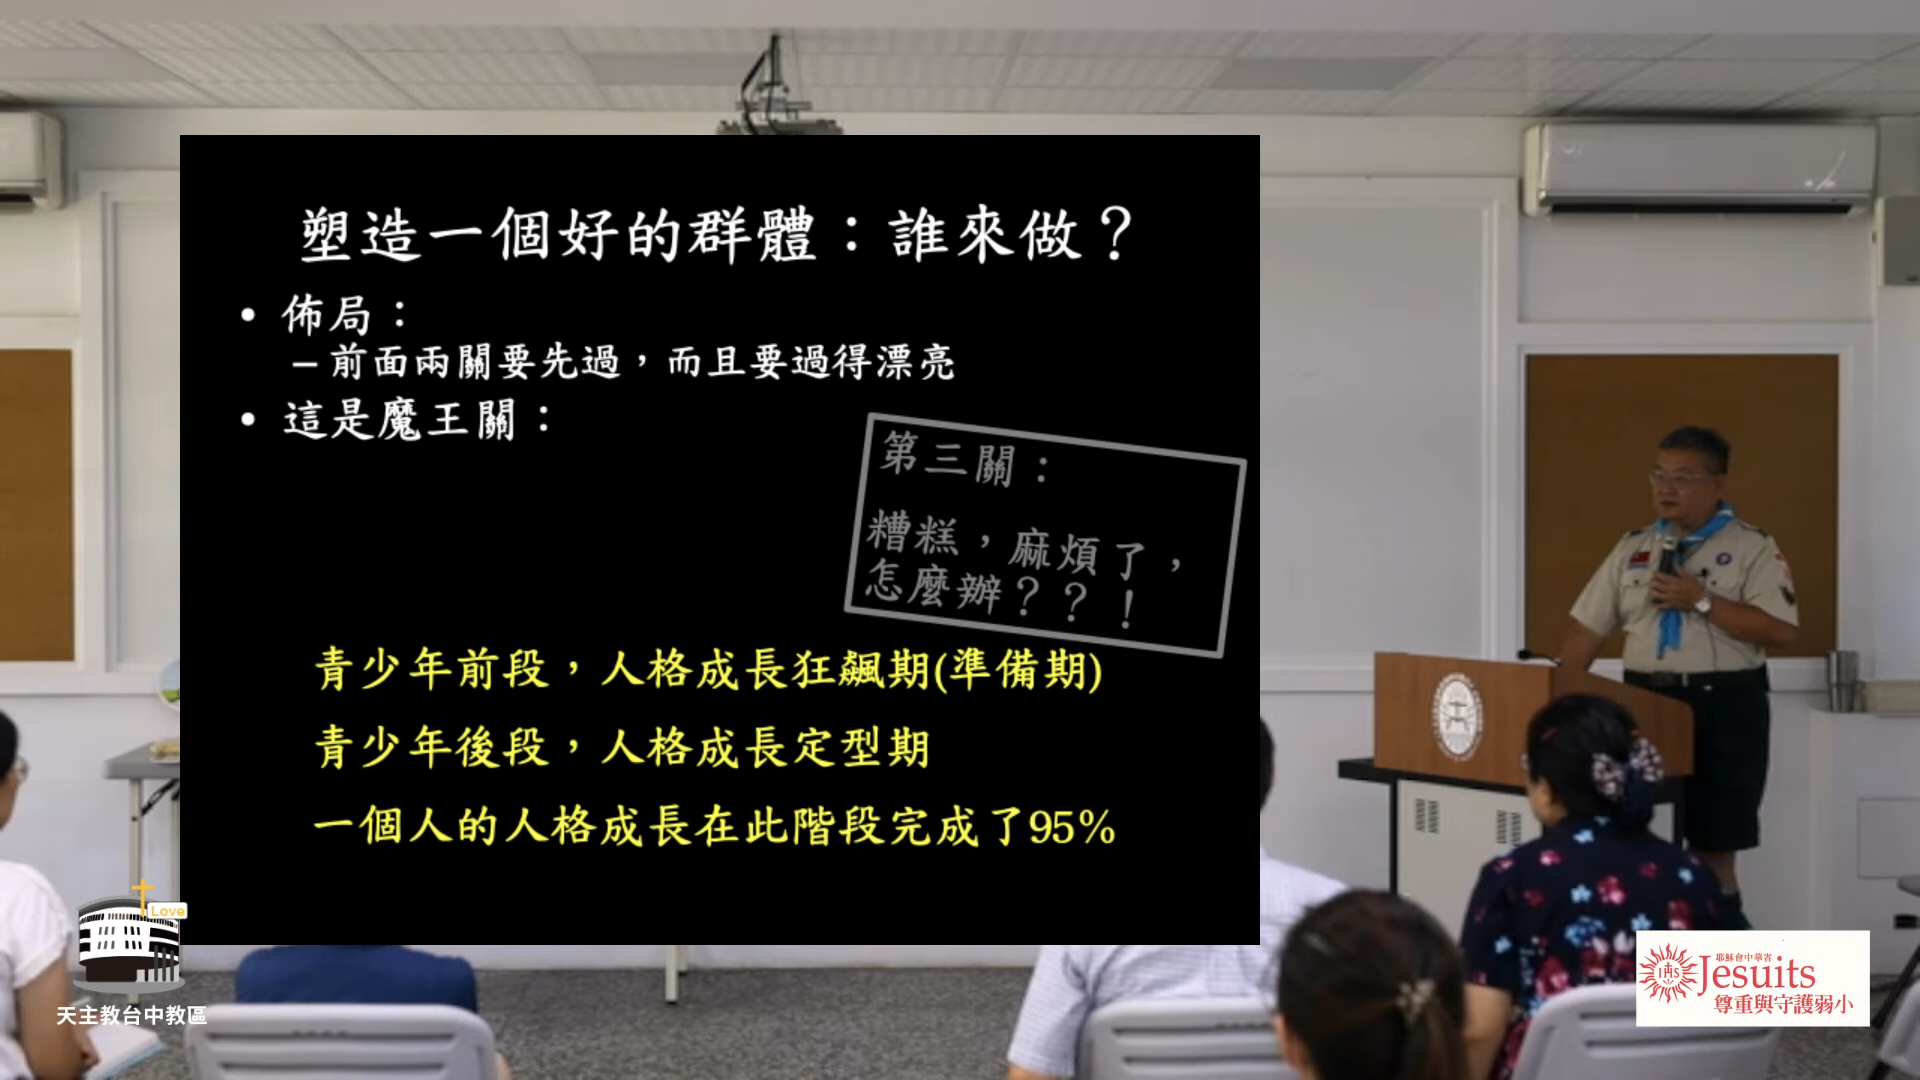 塑造一個好的群體：誰來做？
• 佈局：
– 前面兩關要先過，而且要過得漂亮
• 這是魔王關：
第三關：
糟糕，麻煩了，
怎麼辦？？！
青少年前段，人格成長狂飆期(準備期)
青少年後段，人格成長定型期
一個人的人格成長在此階段完成了95%
Love
天主教台中教區
耶穌會中華省
IHS
Jesuits
尊重與守護弱小